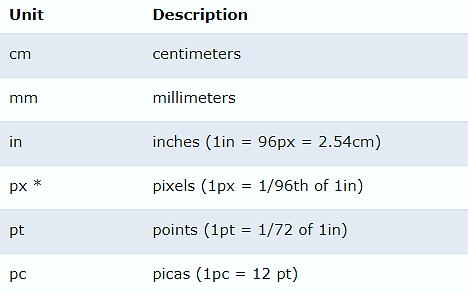 Unit Description
cm centimeters
mm millimeters
in inches (1in = 96px = 2.54cm)
px * pixels (1px = 1/96th of 1in)
pt points (1pt = 1/72 of 1in)
pc picas (1pc = 12 pt)